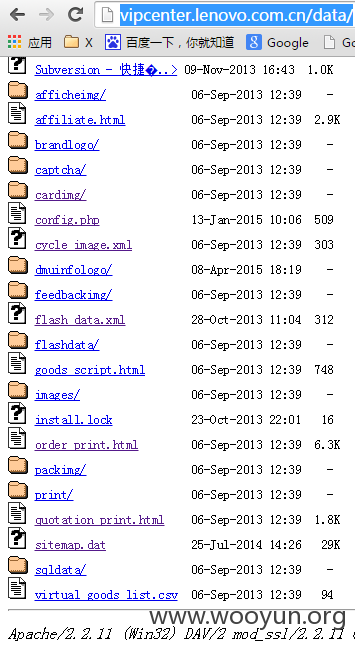 vipcenter.lenovo.com.cn/data/
应用 百度一下，你就知道 Google Go
Subversion - 快捷�..> 09-Nov-2013 16:43 1.0K
afficheimg/ 06-Sep-2013 12:39 -
affiliate.html 06-Sep-2013 12:39 2.9K
brandlogo/ 06-Sep-2013 12:39 -
captcha/ 06-Sep-2013 12:39 -
cardimg/ 06-Sep-2013 12:39 -
config.php 13-Jan-2015 10:06 509
cycle_image.xml 06-Sep-2013 12:39 303
dmuinfologo/ 08-Apr-2015 18:19 -
feedbackimg/ 06-Sep-2013 12:39 -
flash_data.xml 28-Oct-2013 11:04 312
flashdata/ 06-Sep-2013 12:39 -
goods_script.html 06-Sep-2013 12:39 748
images/ 06-Sep-2013 12:39 -
install.lock 23-Oct-2013 22:01 16
order_print.html 06-Sep-2013 12:39 6.3K
packimg/ 06-Sep-2013 12:39 -
print/ 06-Sep-2013 12:39 -
quotation_print.html 06-Sep-2013 12:39 1.8K
sitemap.dat 25-Jul-2014 14:26 29K
sqldata/ 06-Sep-2013 12:39 -
virtual_goods_list.csv 06-Sep-2013 12:39 94
www.wooyun.org
Apache/2.2.11 (Win32) DAV/2 mod_ssl/2.2.11